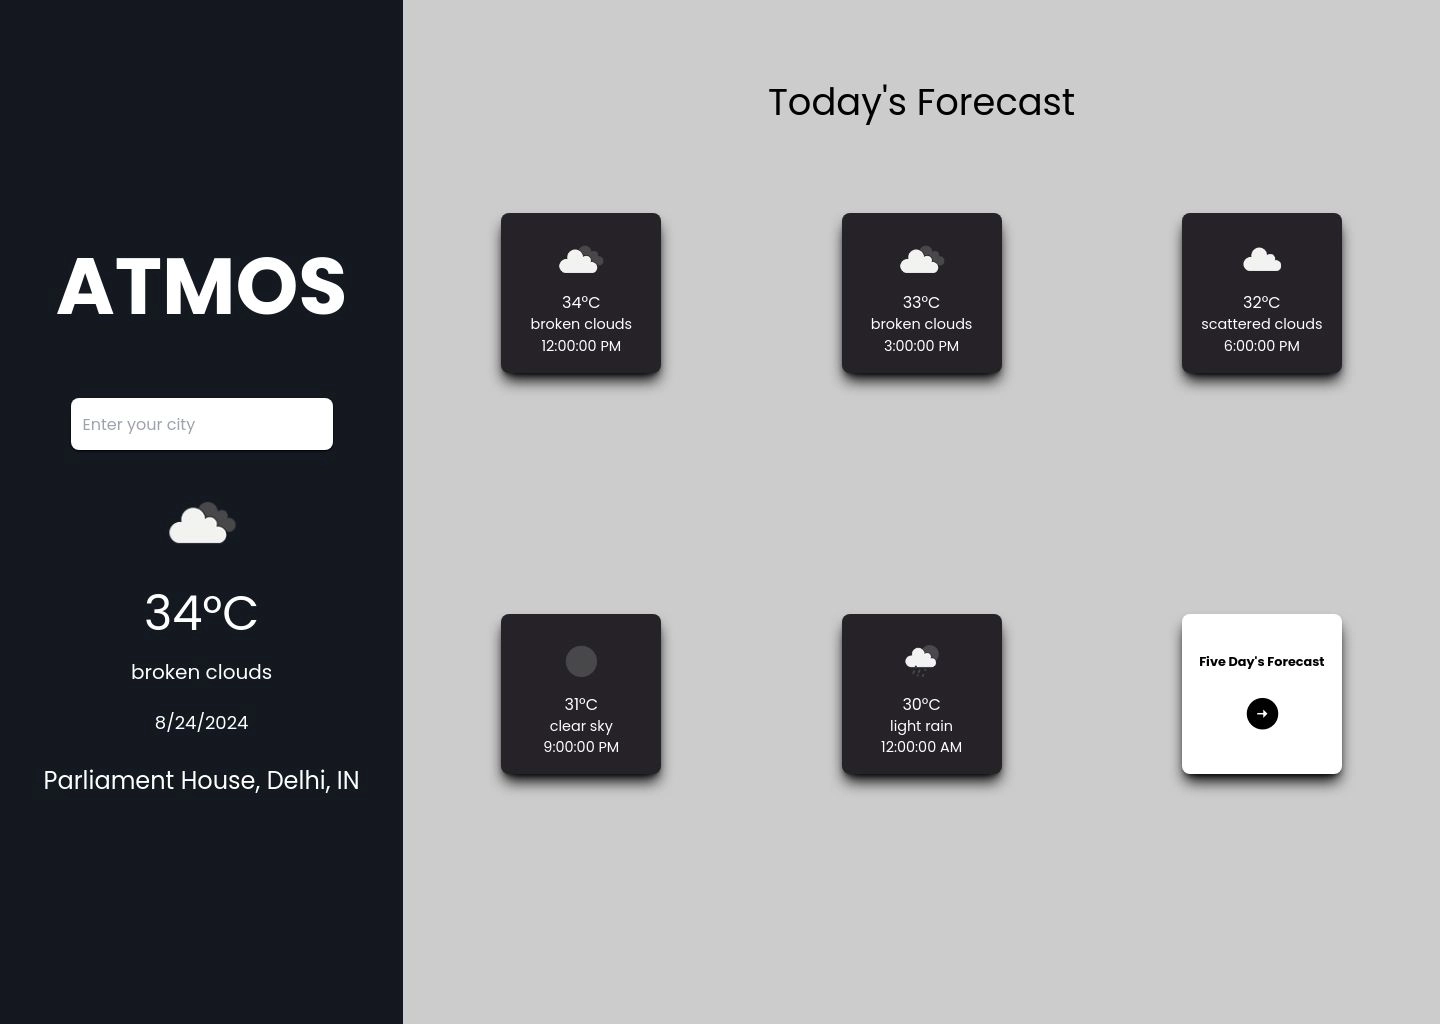 ATMOS
Enter your city
34°C
broken clouds
8/24/2024
Parliament House, Delhi, IN
Today's Forecast
34°C
broken clouds
12:00:00 PM
33°C
broken clouds
3:00:00 PM
32°C
scattered clouds
6:00:00 PM
31°C
clear sky
9:00:00 PM
30°C
light rain
12:00:00 AM
Five Day's Forecast